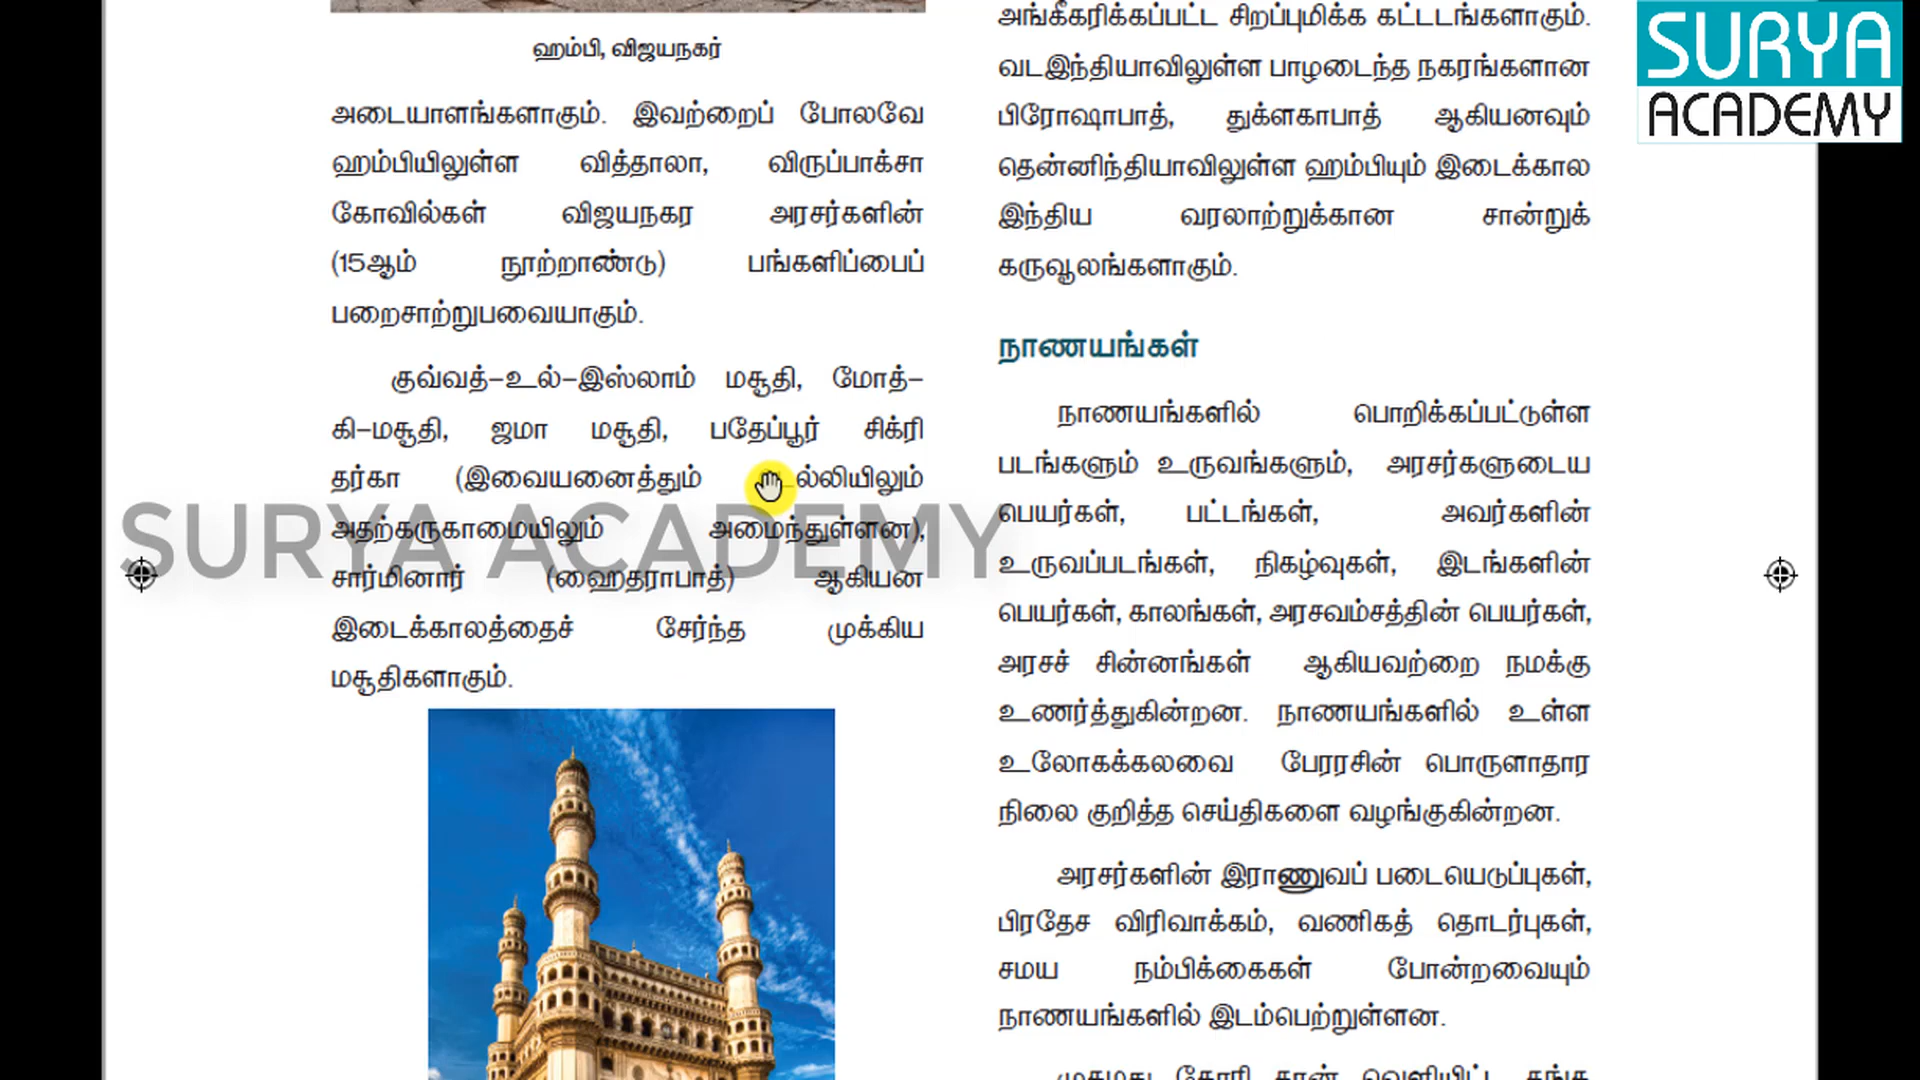 ஹம்பி, விஜயநகர்
அடையாளங்களாகும். இவற்றைப் போலவே
ஹம்பியிலுள்ள வித்தாலா, விருப்பாக்சா
கோவில்கள் விஜயநகர அரசர்களின்
(15ஆம் நூற்றாண்டு) பங்களிப்பைப்
பறைசாற்றுபவையாகும்.
குவ்வத்–உல்–இஸ்லாம் மசூதி, மோத்–
கி–மசூதி, ஜமா மசூதி, பதேப்பூர் சிக்ரி
தர்கா (இவையனைத்தும்
அதற்கருகாமையிலும் அமைந்துள்ளன),
சார்மினார் (ஹைதராபாத்) ஆகியன
இடைக்காலத்தைச் சேர்ந்த முக்கிய
மசூதிகளாகும்.
அங்கீகரிக்கப்பட்ட சிறப்புமிக்க கட்டடங்களாகும்.
வடஇந்தியாவிலுள்ள பாழடைந்த நகரங்களான
பிரோஷாபாத், துக்ளகாபாத் ஆகியனவும்
தென்னிந்தியாவிலுள்ள ஹம்பியும் இடைக்கால
இந்திய வரலாற்றுக்கான சான்றுக்
கருவூலங்களாகும்.
நாணயங்கள்
நாணயங்களில் பொறிக்கப்பட்டுள்ள
படங்களும் உருவங்களும், அரசர்களுடைய
பெயர்கள், பட்டங்கள், அவர்களின்
உருவப்படங்கள், நிகழ்வுகள், இடங்களின்
பெயர்கள், காலங்கள், அரசவம்சத்தின் பெயர்கள்,
அரசச் சின்னங்கள் ஆகியவற்றை நமக்கு
உணர்த்துகின்றன. நாணயங்களில் உள்ள
உலோகக்கலவை பேரரசின் பொருளாதார
நிலை குறித்த செய்திகளை வழங்குகின்றன.
அரசர்களின் இராணுவப் படையெடுப்புகள்,
பிரதேச விரிவாக்கம், வணிகத் தொடர்புகள்,
சமய நம்பிக்கைகள் போன்றவையும்
நாணயங்களில் இடம்பெற்றுள்ளன.
SURYA
ACADEMY
SURYA ACADEMY